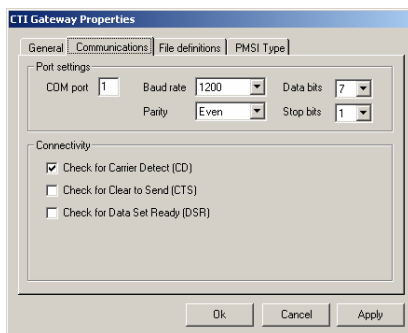 CTI Gateway Properties
General Communications File definitions PMSI Type
Port settings
COM port 1 Baud rate 1200 Data bits 7
Parity Even Stop bits 1
Connectivity
Check for Carrier Detect (CD)
Check for Clear to Send (CTS)
Check for Data Set Ready (DSR)
Ok Cancel Apply